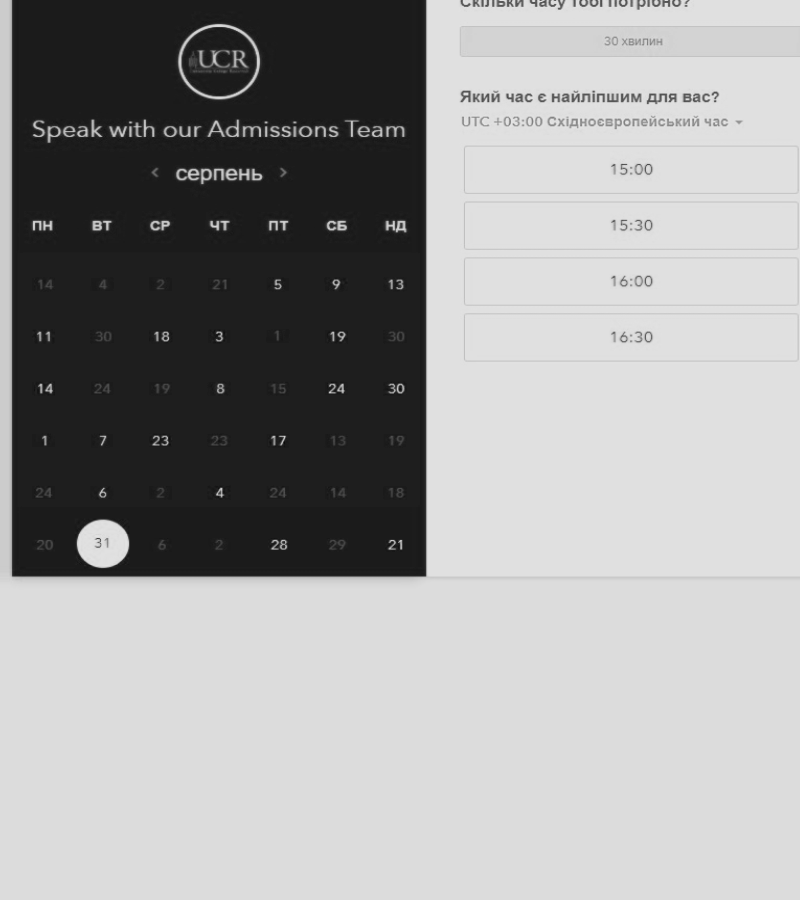 UCR
Speak with our Admissions Team
серпень
ПН ВТ СР ЧТ ПТ СБ НД
14 4 2 21 5 9 13
11 30 18 3 1 19 30
14 24 19 8 15 24 30
1 7 23 23 17 13 19
24 6 2 4 24 14 18
20 31 6 2 28 29 21
Скільки часу тобі потрібно?
30 хвилин
Який час є найліпшим для вас?
UTC +03:00 Східноєвропейський час
15:00
15:30
16:00
16:30